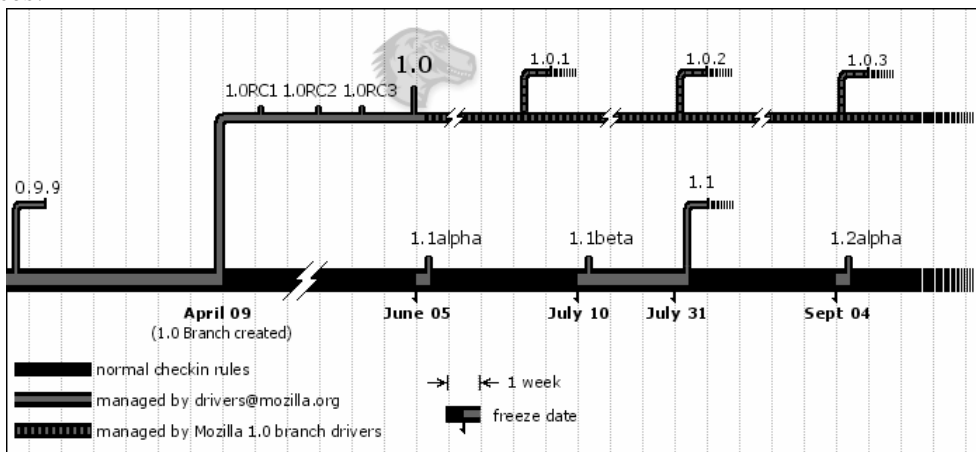 1.0.1
1.0.2
1.0.3
1.0
1.0RC1
1.0RC2
1.0RC3
0.9.9
1.1
1.1alpha
1.1beta
1.2alpha
April 09
(1.0 Branch created)
June 05
July 10
July 31
Sept 04
normal checkin rules
managed by drivers@mozilla.org
managed by Mozilla 1.0 branch drivers
1 week
freeze date